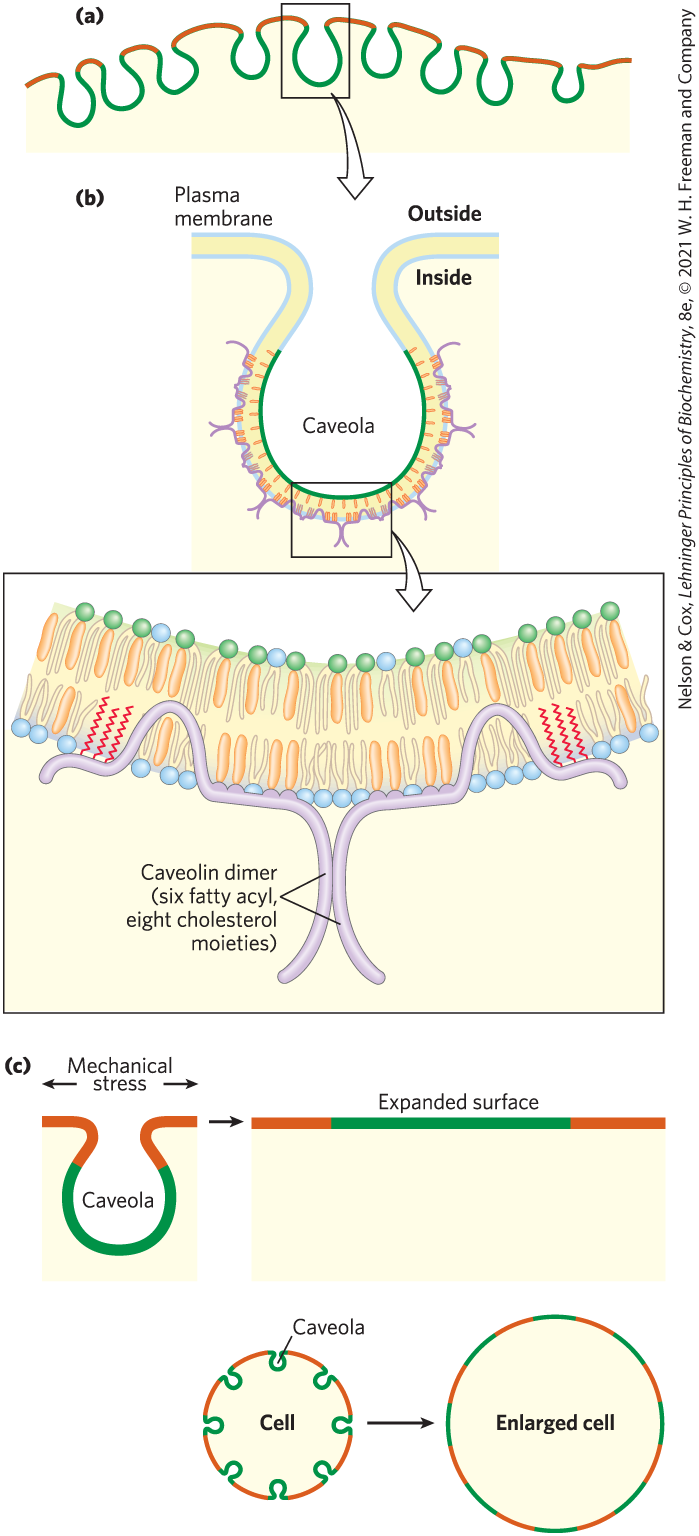 (a)
(b)
Plasma
membrane
Outside
Inside
Caveola
Caveolin dimer
(six fatty acyl,
eight cholesterol
moieties)
(c)
Mechanical
stress
Expanded surface
Caveola
Caveola
Cell
Enlarged cell
Nelson & Cox, Lehninger Principles of Biochemistry, 8e, © 2021 W. H. Freeman and Company